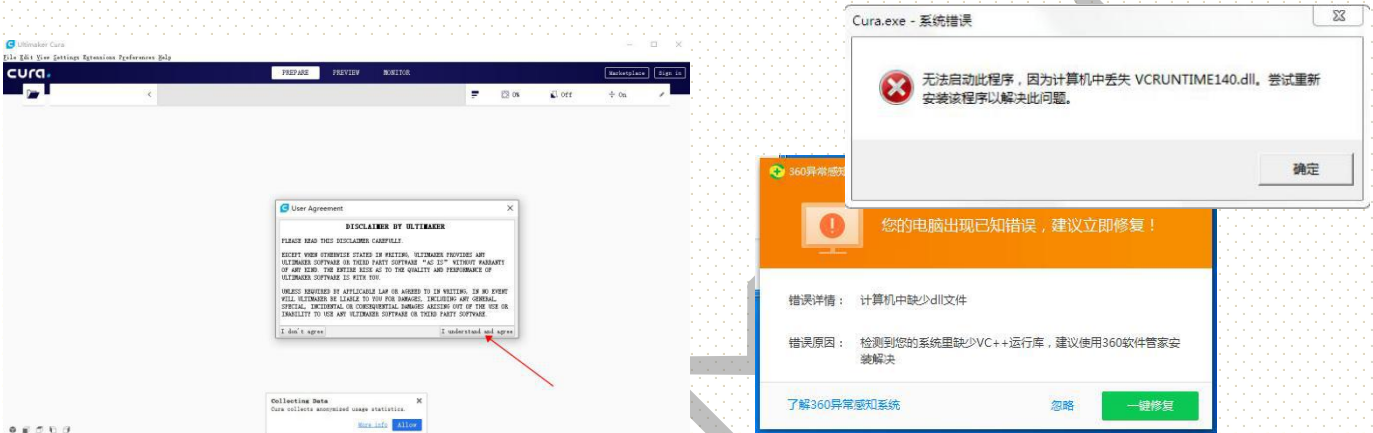 Ultimaker Cura
File Edit View Settings Extensions Preferences Help
cura.
PREPARE PREVIEW MONITOR
Marketplace Sign in
0% Off On
User Agreement
DISCLAIMER BY ULTIMAKER
PLEASE READ THIS DISCLAIMER CAREFULLY.
EXCEPT WHEN OTHERWISE STATED IN WRITING, ULTIMAKER PROVIDES ANY
ULTIMAKER SOFTWARE OR THIRD PARTY SOFTWARE "AS IS" WITHOUT WARRANTY
OF ANY KIND. THE ENTIRE RISK AS TO THE QUALITY AND PERFORMANCE OF
ULTIMAKER SOFTWARE IS WITH YOU.
UNLESS REQUIRED BY APPLICABLE LAW OR AGREED TO IN WRITING, IN NO EVENT
WILL ULTIMAKER BE LIABLE TO YOU FOR DAMAGES, INCLUDING ANY GENERAL,
SPECIAL, INCIDENTAL OR CONSEQUENTIAL DAMAGES ARISING OUT OF THE USE OR
INABILITY TO USE ANY ULTIMAKER SOFTWARE OR THIRD PARTY SOFTWARE.
I don't agree I understand and agree
Collecting Data
Cura collects anonymized usage statistics.
More info Allow
Cura.exe - 系统错误
无法启动此程序，因为计算机中丢失 VCRUNTIME140.dll。尝试重新
安装该程序以解决此问题。
确定
360异常感知
您的电脑出现已知错误，建议立即修复！
错误详情： 计算机中缺少dll文件
错误原因： 检测到您的系统里缺少VC++运行库，建议使用360软件管家安
装解决
了解360异常感知系统 忽略 一键修复